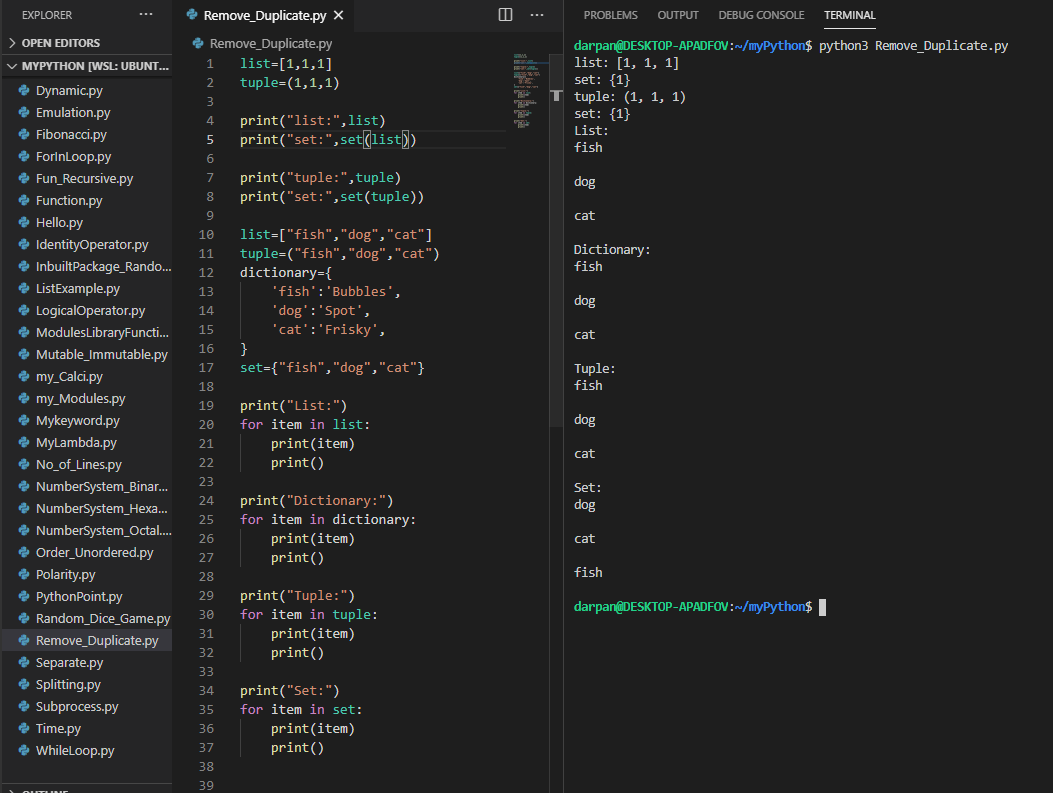 EXPLORER ···
OPEN EDITORS
MYPYTHON [WSL: UBUNT...
Dynamic.py
Emulation.py
Fibonacci.py
ForInLoop.py
Fun_Recursive.py
Function.py
Hello.py
IdentityOperator.py
InbuiltPackage_Rando...
ListExample.py
LogicalOperator.py
ModulesLibraryFuncti...
Mutable_Immutable.py
my_Calci.py
my_Modules.py
Mykeyword.py
MyLambda.py
No_of_Lines.py
NumberSystem_Binar...
NumberSystem_Hexa...
NumberSystem_Octal....
Order_Unordered.py
Polarity.py
PythonPoint.py
Random_Dice_Game.py
Remove_Duplicate.py
Separate.py
Splitting.py
Subprocess.py
Time.py
WhileLoop.py
OUTLINE
Remove_Duplicate.py ···
Remove_Duplicate.py
1 list=[1,1,1]
2 tuple=(1,1,1)
3
4 print("list:",list)
5 print("set:",set(list))
6
7 print("tuple:",tuple)
8 print("set:",set(tuple))
9
10 list=["fish","dog","cat"]
11 tuple=("fish","dog","cat")
12 dictionary={
13 'fish':'Bubbles',
14 'dog':'Spot',
15 'cat':'Frisky',
16 }
17 set={"fish","dog","cat"}
18
19 print("List:")
20 for item in list:
21 print(item)
22 print()
23
24 print("Dictionary:")
25 for item in dictionary:
26 print(item)
27 print()
28
29 print("Tuple:")
30 for item in tuple:
31 print(item)
32 print()
33
34 print("Set:")
35 for item in set:
36 print(item)
37 print()
38
39
PROBLEMS OUTPUT DEBUG CONSOLE TERMINAL
darpan@DESKTOP-APADFOV:~/myPython$ python3 Remove_Duplicate.py
list: [1, 1, 1]
set: {1}
tuple: (1, 1, 1)
set: {1}
List:
fish
dog
cat
Dictionary:
fish
dog
cat
Tuple:
fish
dog
cat
Set:
dog
cat
fish
darpan@DESKTOP-APADFOV:~/myPython$